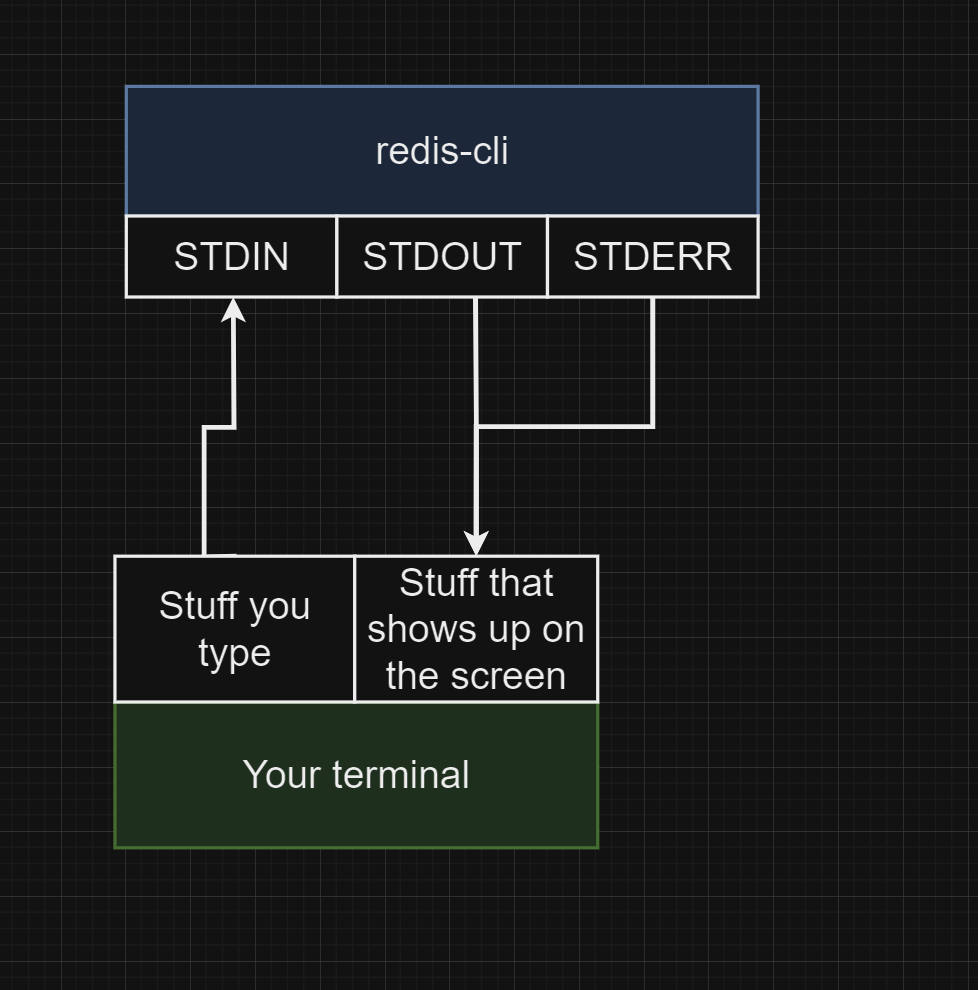 redis-cli
STDIN
STDOUT
STDERR
Stuff you
type
Stuff that
shows up on
the screen
Your terminal